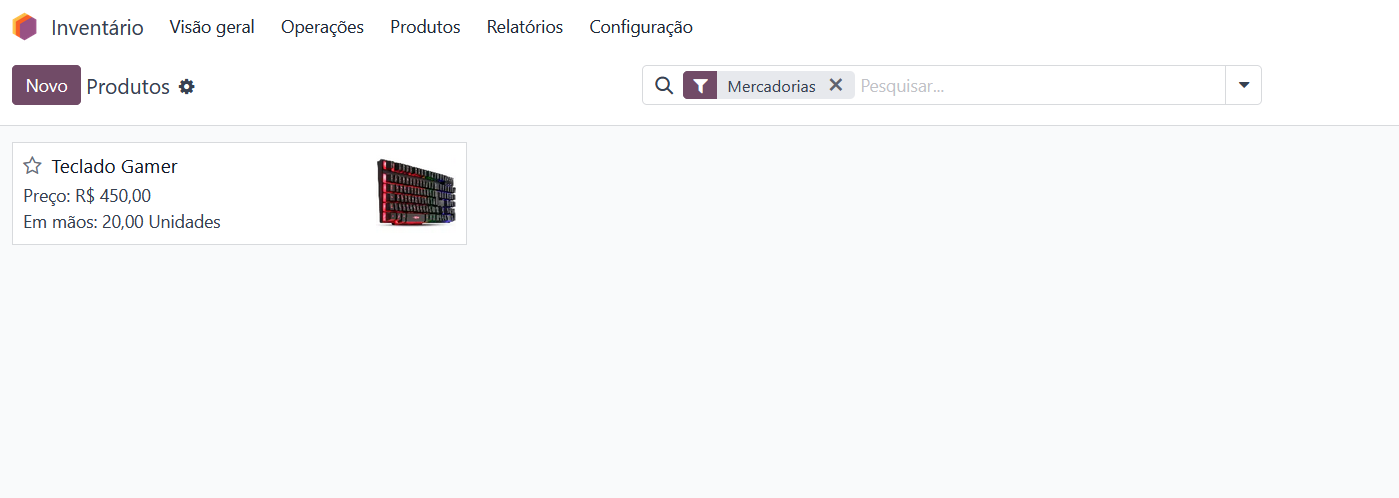 Inventário Visão geral Operações Produtos Relatórios Configuração
Novo Produtos Mercadorias Pesquisar...
Teclado Gamer
Preço: R$ 450,00
Em mãos: 20,00 Unidades